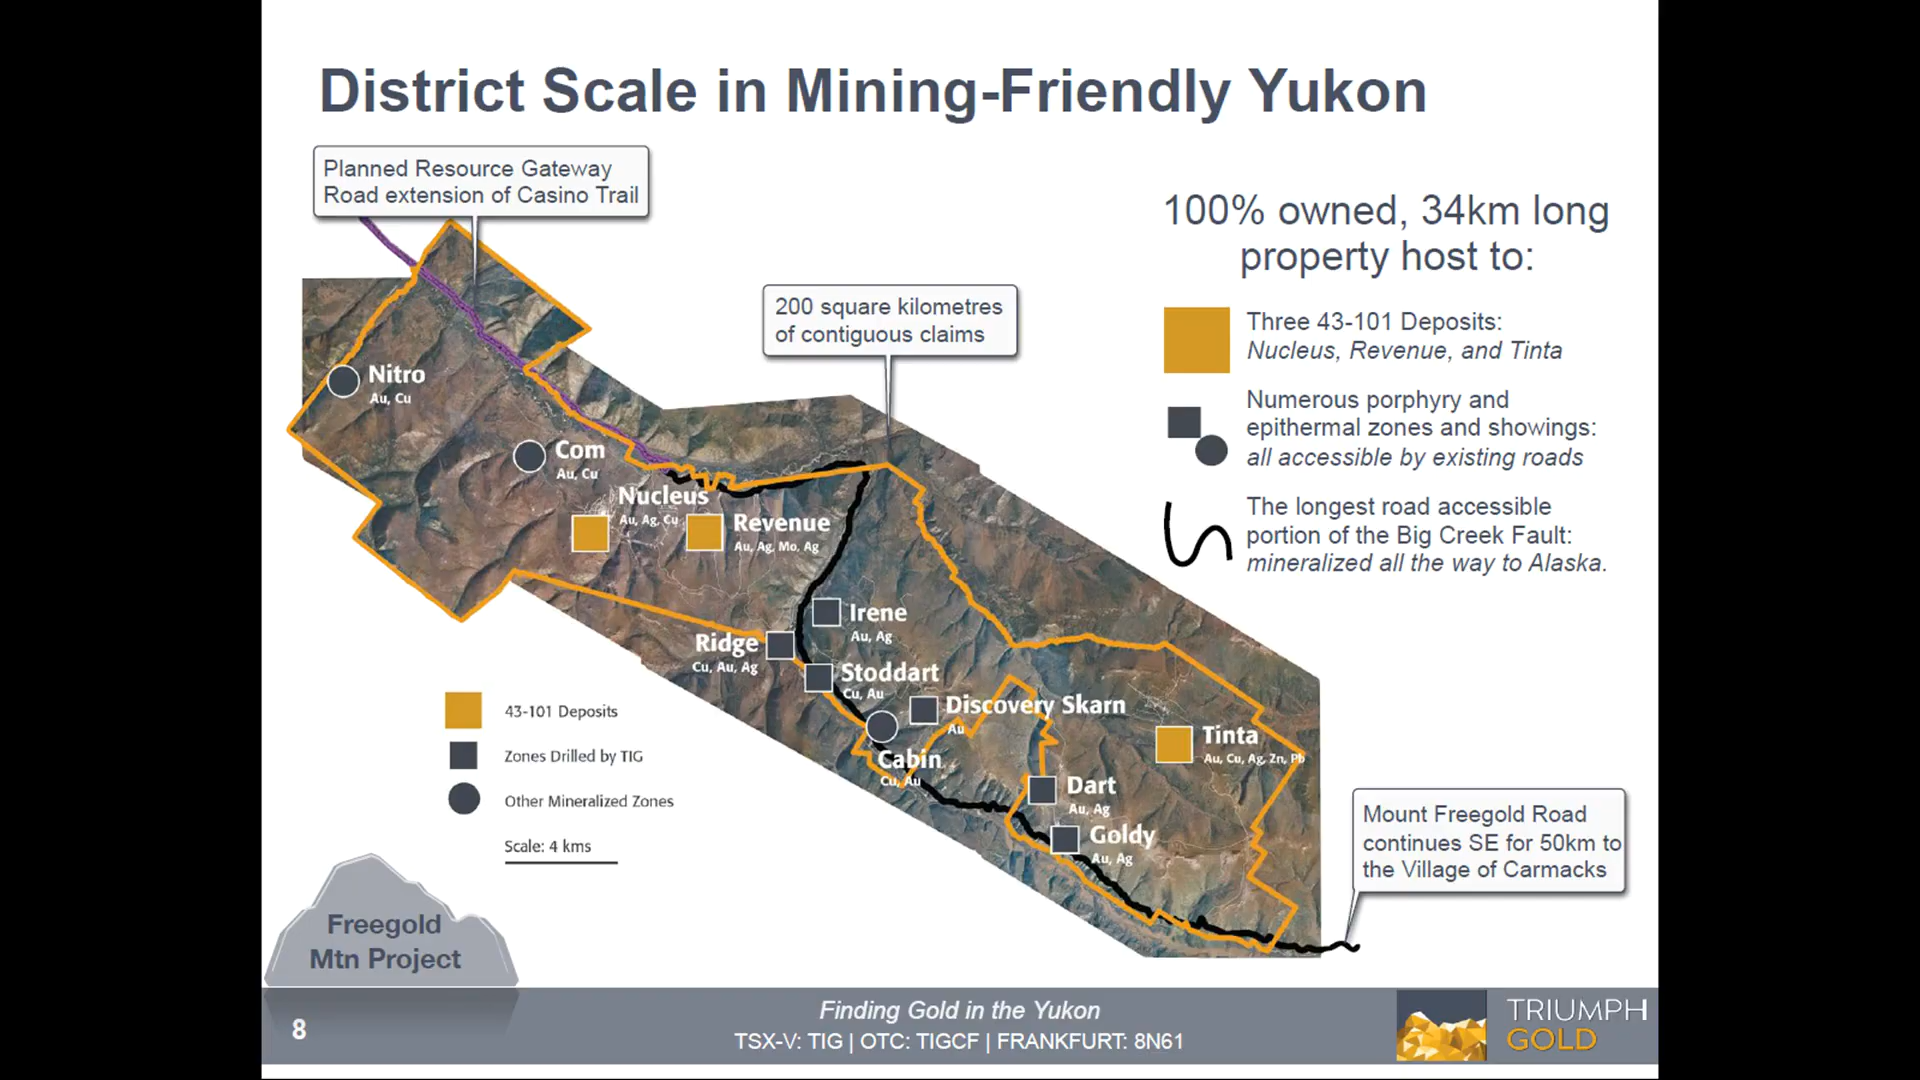 District Scale in Mining-Friendly Yukon
Planned Resource Gateway
Road extension of Casino Trail
200 square kilometres
of contiguous claims
100% owned, 34km long
property host to:
Three 43-101 Deposits:
Nucleus, Revenue, and Tinta
Numerous porphyry and
epithermal zones and showings:
all accessible by existing roads
The longest road accessible
portion of the Big Creek Fault:
mineralized all the way to Alaska.
Nitro
Au, Cu
Com
Au, Cu
Nucleus
Au, Ag, Cu
Revenue
Au, Ag, Mo, Ag
Irene
Au, Ag
Ridge
Cu, Au, Ag
Stoddart
Cu, Au
Discovery Skarn
Au
Cabin
Cu, Au
Tinta
Au, Cu, Ag, Zn, Pb
Dart
Au, Ag
Goldy
Au, Ag
43-101 Deposits
Zones Drilled by TIG
Other Mineralized Zones
Scale: 4 kms
Mount Freegold Road
continues SE for 50km to
the Village of Carmacks
Freegold
Mtn Project
8
Finding Gold in the Yukon
TSX-V: TIG | OTC: TIGCF | FRANKFURT: 8N61
TRIUMPH
GOLD